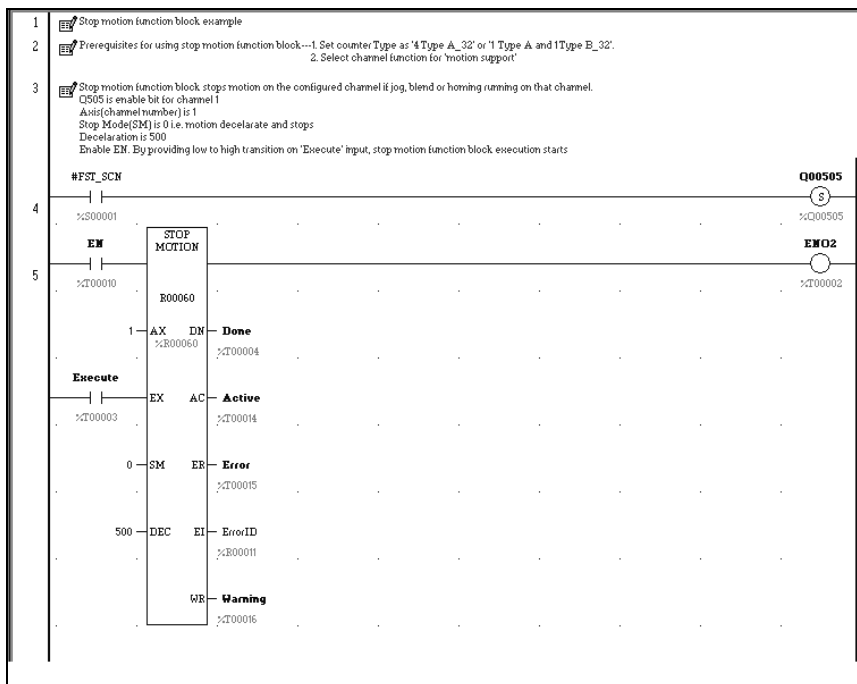 1 Stop motion function block example
2 Prerequisites for using stop motion function block---1. Set counter Type as '4 Type A_32' or '1 Type A and 1Type B_32'.
2. Select channel function for 'motion support'
3 Stop motion function block stops motion on the configured channel if jog, blend or homing running on that channel.
Q505 is enable bit for channel 1
Axis(channel number) is 1
Stop Mode(SM) is 0 i.e. motion decelarate and stops
Decelaration is 500
Enable EN. By providing low to high transition on 'Execute' input, stop motion function block execution starts
#FST_SCN Q00505
4 S
%S00001 %Q00505
EN STOP MOTION ENO2
5
%T00010 R00060 %T00002
1 AX DN Done
%R00060 %T00004
Execute
EX AC Active
%T00003 %T00014
0 SM ER Error
%T00015
500 DEC EI ErrorID
%R00011
WR Warning
%T00016